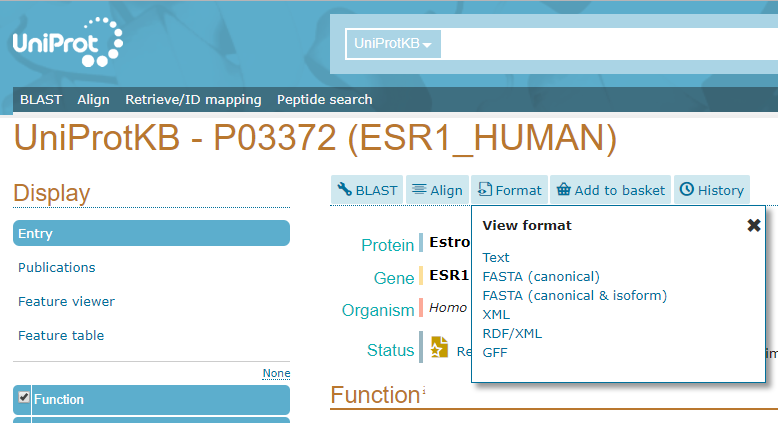 UniProt
UniProtKB
BLAST Align Retrieve/ID mapping Peptide search
UniProtKB - P03372 (ESR1_HUMAN)
Display
Entry
Publications
Feature viewer
Feature table
None
Function
BLAST Align Format Add to basket History
View format
Text
FASTA (canonical)
FASTA (canonical & isoform)
XML
RDF/XML
GFF
Protein Estro
Gene ESR1
Organism Homo
Status Re
im
Function i